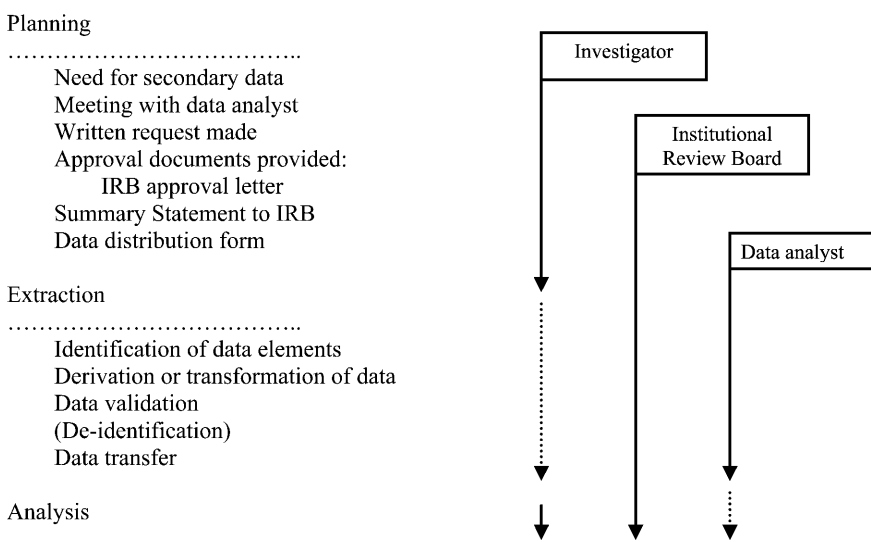 Planning
…………………………………..
Need for secondary data
Meeting with data analyst
Written request made
Approval documents provided:
IRB approval letter
Summary Statement to IRB
Data distribution form
Extraction
…………………………………..
Identification of data elements
Derivation or transformation of data
Data validation
(De-identification)
Data transfer
Analysis
Investigator
Institutional
Review Board
Data analyst